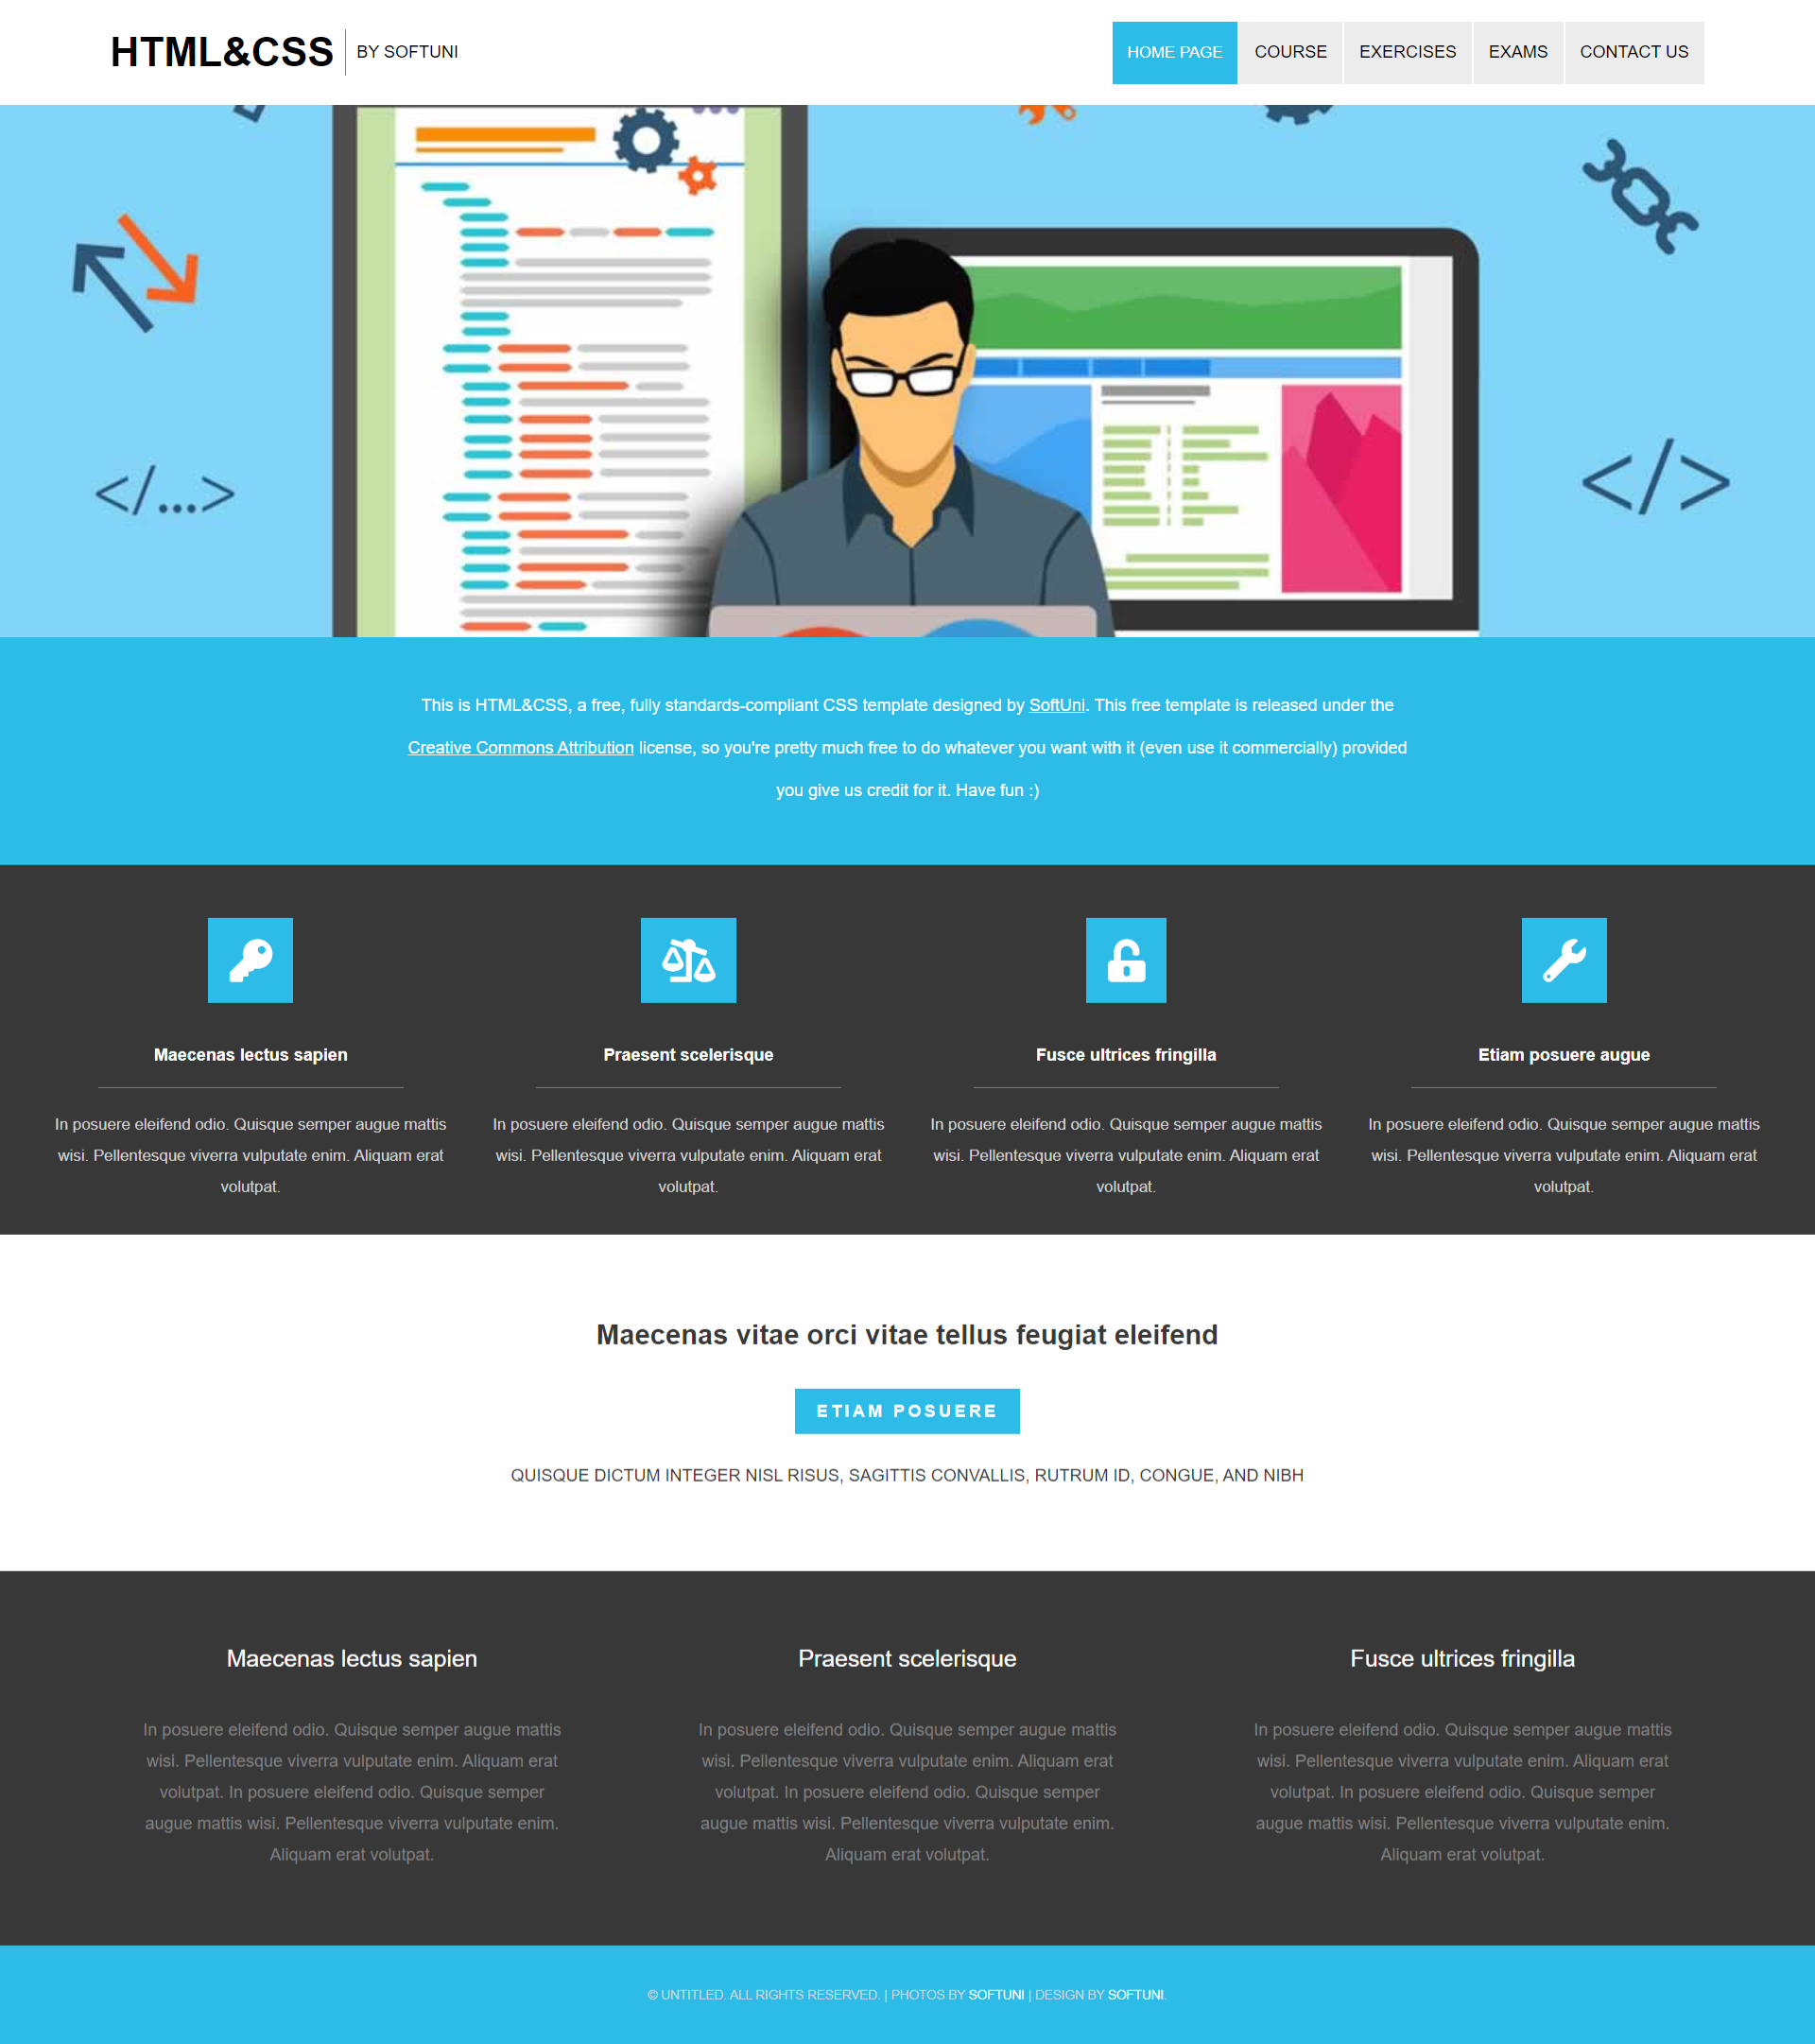 HTML&CSS BY SOFTUNI
HOME PAGE COURSE EXERCISES EXAMS CONTACT US
</...>
</>
This is HTML&CSS, a free, fully standards-compliant CSS template designed by SoftUni. This free template is released under the
Creative Commons Attribution license, so you're pretty much free to do whatever you want with it (even use it commercially) provided
you give us credit for it. Have fun :)
Maecenas lectus sapien
In posuere eleifend odio. Quisque semper augue mattis
wisi. Pellentesque viverra vulputate enim. Aliquam erat
volutpat.
Praesent scelerisque
In posuere eleifend odio. Quisque semper augue mattis
wisi. Pellentesque viverra vulputate enim. Aliquam erat
volutpat.
Fusce ultrices fringilla
In posuere eleifend odio. Quisque semper augue mattis
wisi. Pellentesque viverra vulputate enim. Aliquam erat
volutpat.
Etiam posuere augue
In posuere eleifend odio. Quisque semper augue mattis
wisi. Pellentesque viverra vulputate enim. Aliquam erat
volutpat.
Maecenas vitae orci vitae tellus feugiat eleifend
ETIAM POSUERE
QUISQUE DICTUM INTEGER NISL RISUS, SAGITTIS CONVALLIS, RUTRUM ID, CONGUE, AND NIBH
Maecenas lectus sapien
In posuere eleifend odio. Quisque semper augue mattis
wisi. Pellentesque viverra vulputate enim. Aliquam erat
volutpat. In posuere eleifend odio. Quisque semper
augue mattis wisi. Pellentesque viverra vulputate enim.
Aliquam erat volutpat.
Praesent scelerisque
In posuere eleifend odio. Quisque semper augue mattis
wisi. Pellentesque viverra vulputate enim. Aliquam erat
volutpat. In posuere eleifend odio. Quisque semper
augue mattis wisi. Pellentesque viverra vulputate enim.
Aliquam erat volutpat.
Fusce ultrices fringilla
In posuere eleifend odio. Quisque semper augue mattis
wisi. Pellentesque viverra vulputate enim. Aliquam erat
volutpat. In posuere eleifend odio. Quisque semper
augue mattis wisi. Pellentesque viverra vulputate enim.
Aliquam erat volutpat.
© UNTITLED. ALL RIGHTS RESERVED. | PHOTOS BY SOFTUNI | DESIGN BY SOFTUNI.